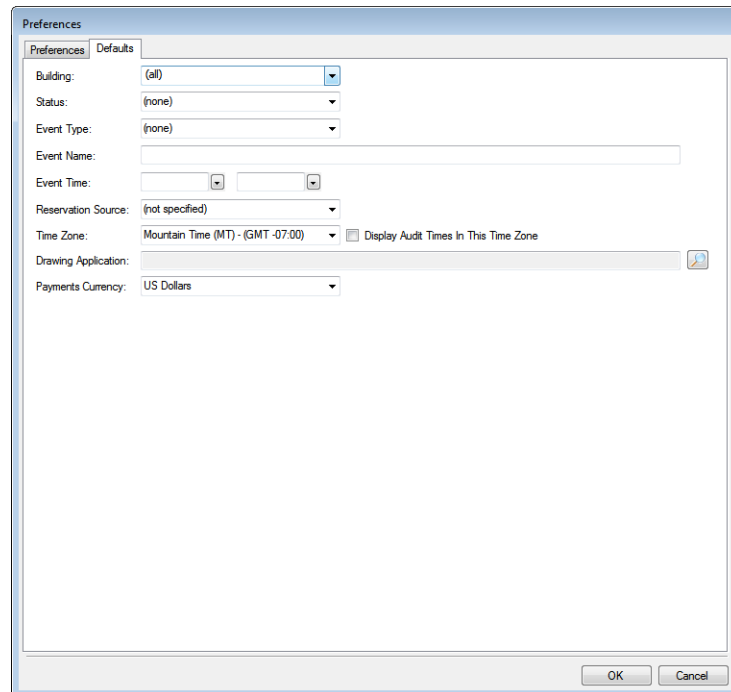 Preferences
Preferences Defaults
Building: (all)
Status: (none)
Event Type: (none)
Event Name:
Event Time:
Reservation Source: (not specified)
Time Zone: Mountain Time (MT) - (GMT -07:00) Display Audit Times In This Time Zone
Drawing Application:
Payments Currency: US Dollars
OK Cancel